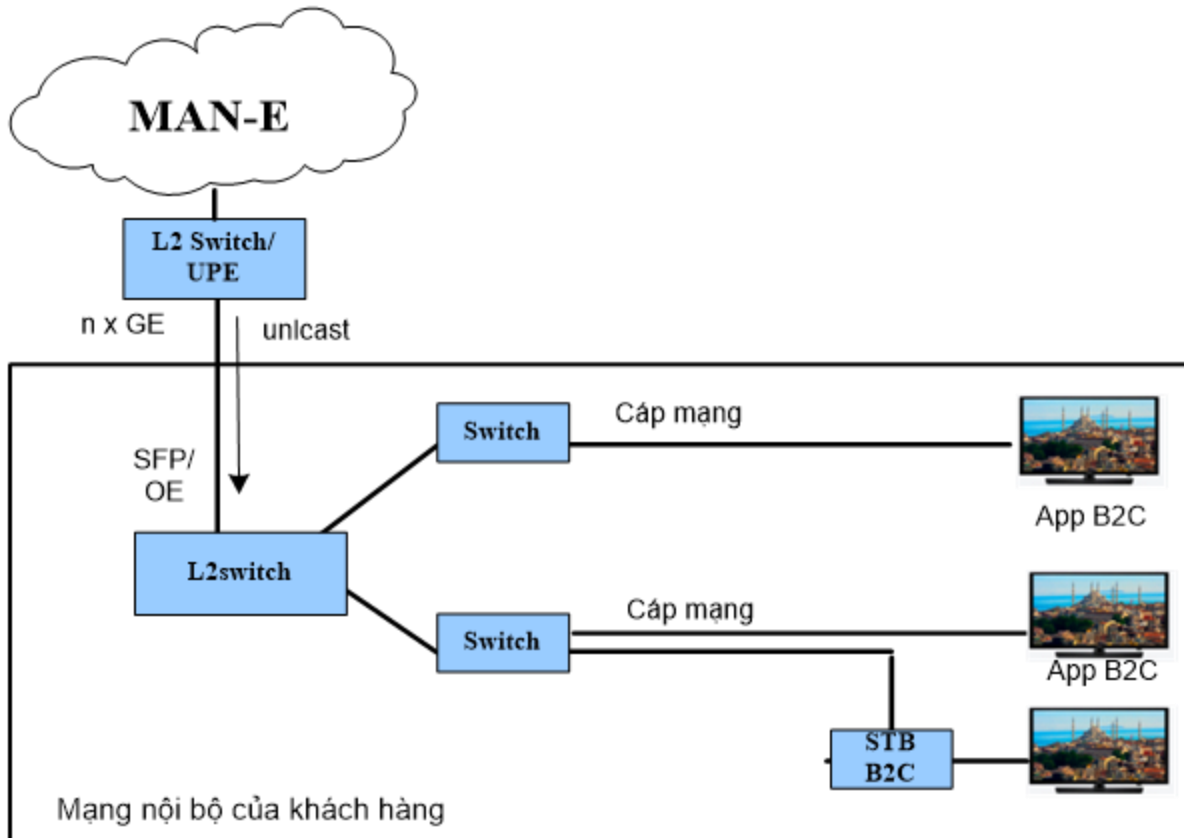 MAN-E
L2 Switch/
UPE
n x GE
unIcast
SFP/
OE
Switch
Cáp mạng
App B2C
L2switch
Switch
Cáp mạng
App B2C
STB
B2C
Mạng nội bộ của khách hàng